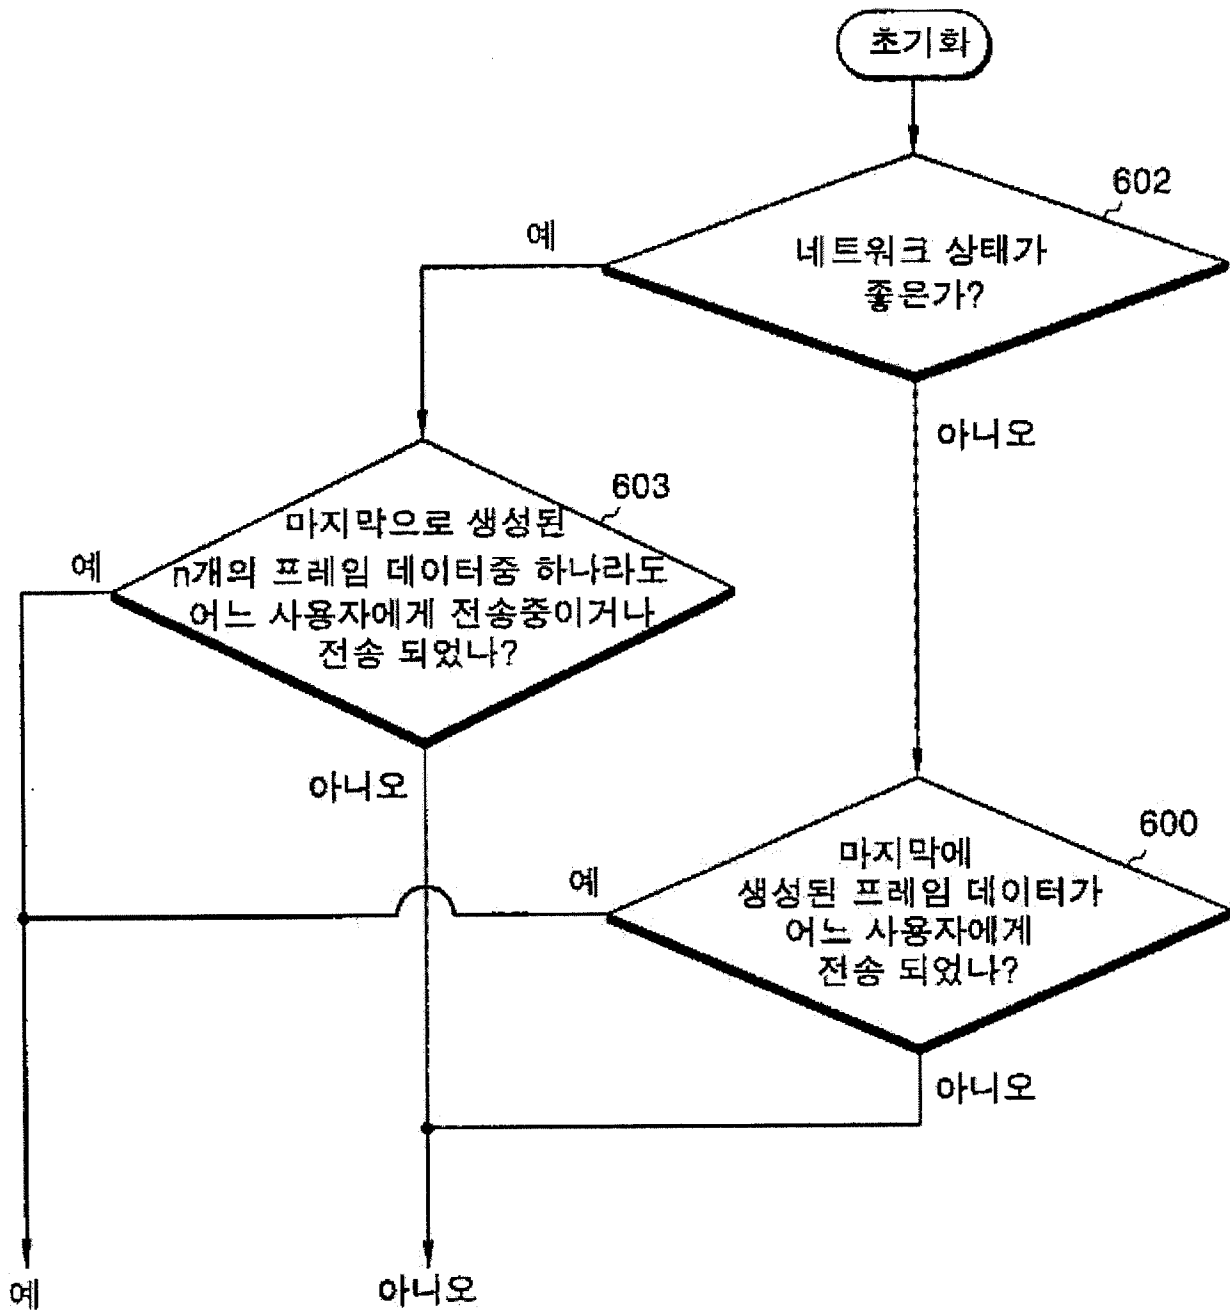 초기화
602
예
네트워크 상태가
좋은가?
아니오
603
마지막으로 생성된
예
n개의 프레임 데이터중 하나라도
어느 사용자에게 전송중이거나
전송 되었나?
아니오
600
예
마지막에
생성된 프레임 데이터가
어느 사용자에게
전송 되었나?
아니오
예
아니오